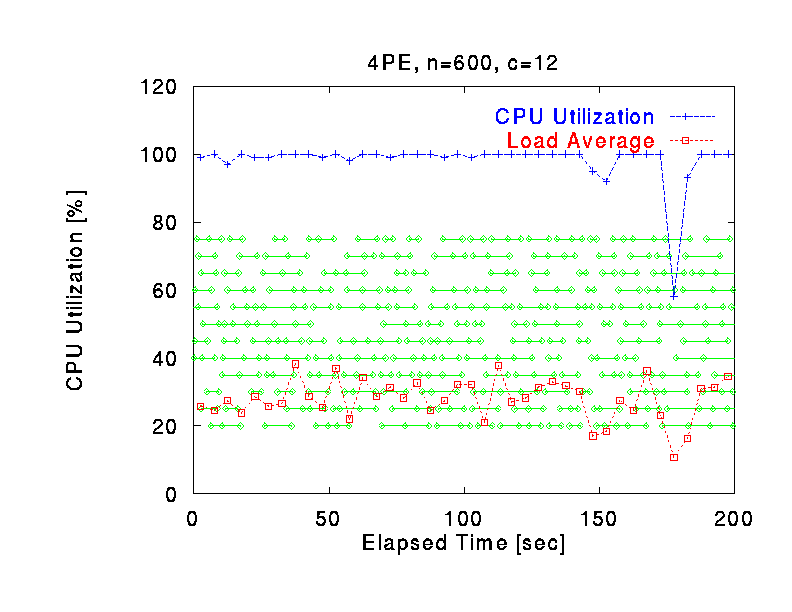 4PE, n=600, c=12
120
CPU Utilization
Load Average
100
80
CPU Utilization [%]
60
40
20
0
0 50 100 150 200
Elapsed Time [sec]